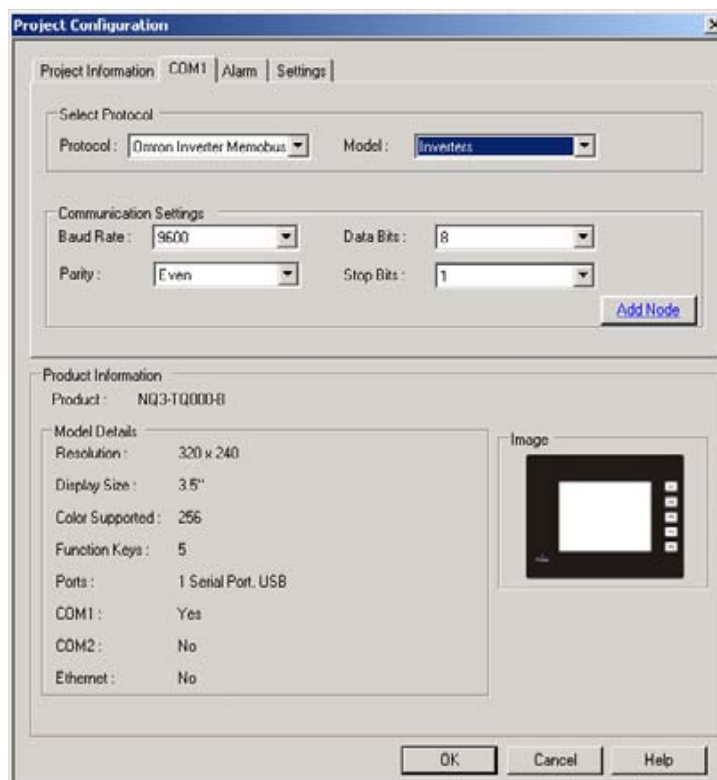 Project Configuration
Project Information COM1 Alarm Settings
Select Protocol
Protocol : Omron Inverter Memobus Model : Inverters
Communication Settings
Baud Rate : 9600 Data Bits : 8
Parity : Even Stop Bits : 1
Add Node
Product Information
Product : NQ3-TQ000-B
Model Details
Image
Resolution : 320 x 240
Display Size : 3.5"
Color Supported : 256
Function Keys : 5
Ports : 1 Serial Port, USB
COM1 : Yes
COM2 : No
Ethernet : No
OK Cancel Help